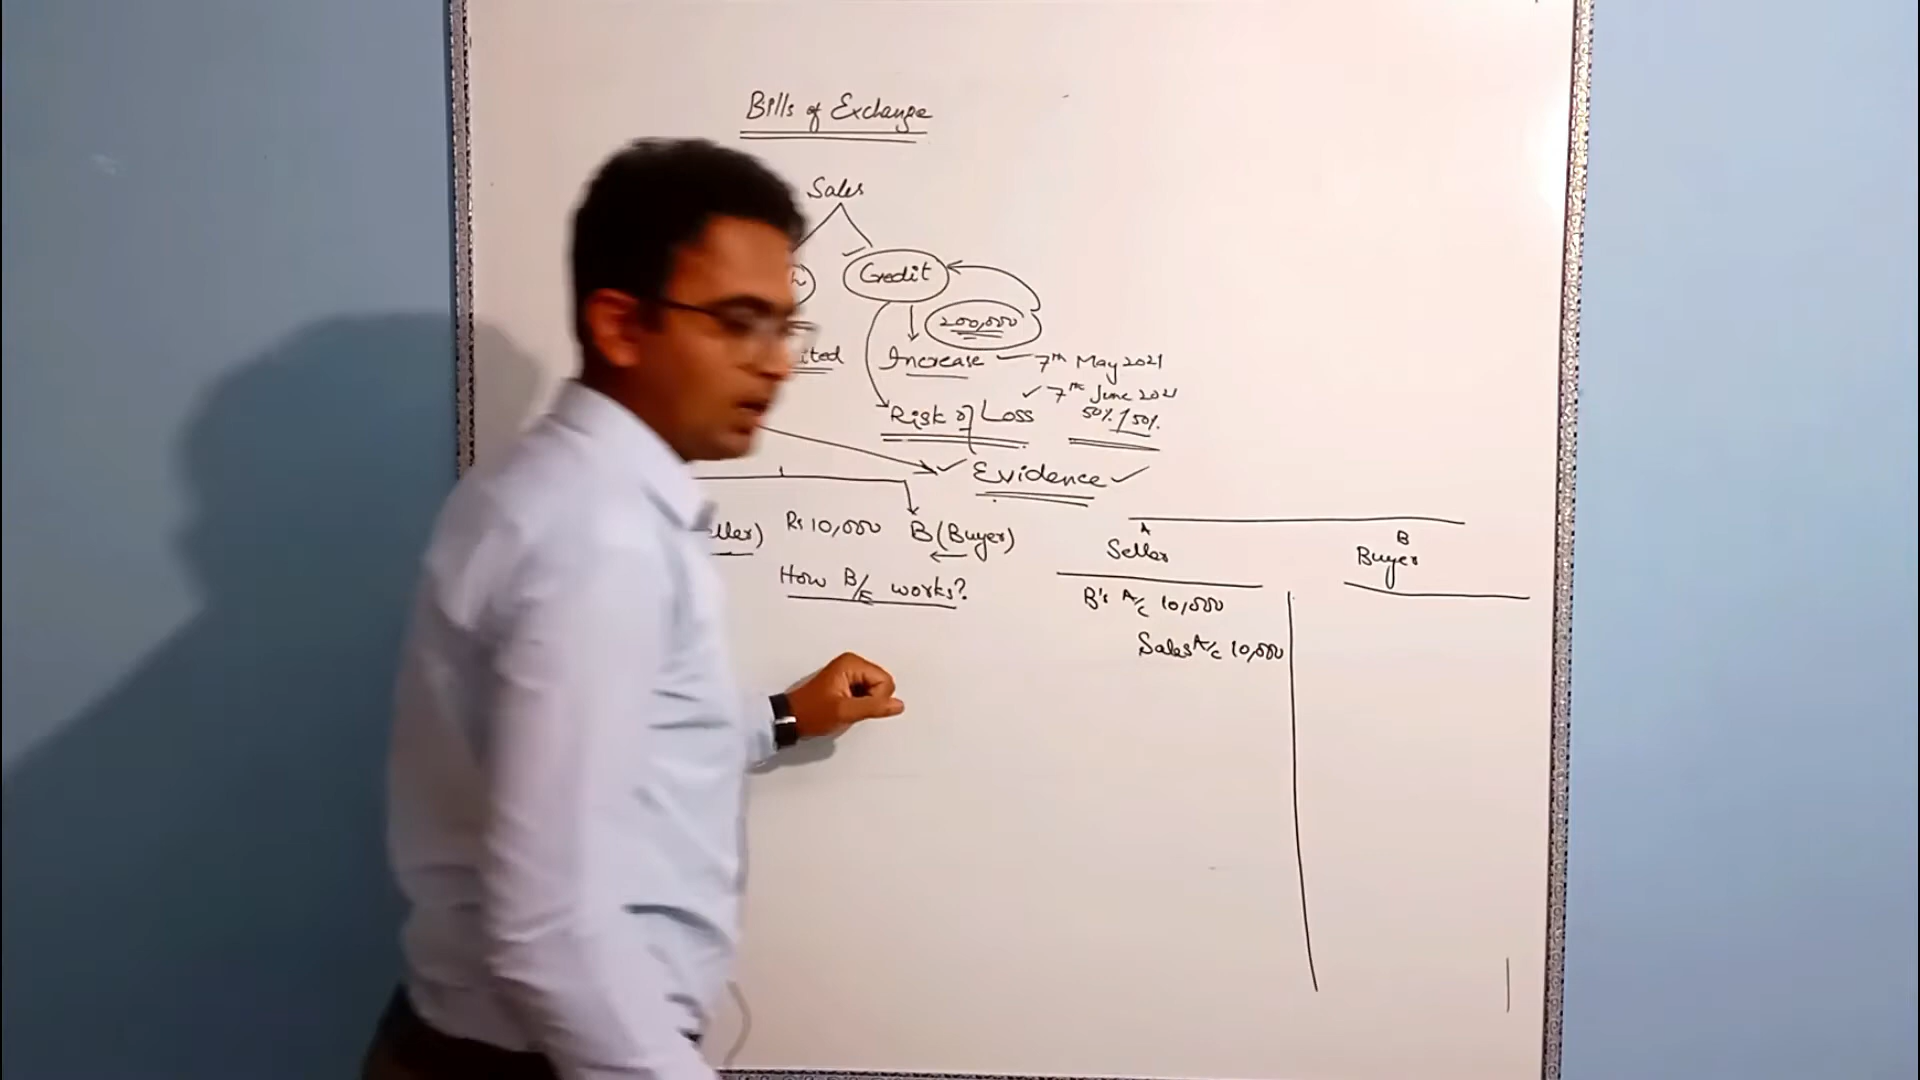 Bills of Exchange
Sales
Credit
200,000
Increase – 7th May 2021
✓ 7th June 2021
Risk of Loss 50% / 50%
✓ Evidence ✓
Rs 10,000 B (Buyer)
How B/E works?
A B
Seller Buyer
B's A/c 10,000
Sales A/c 10,000